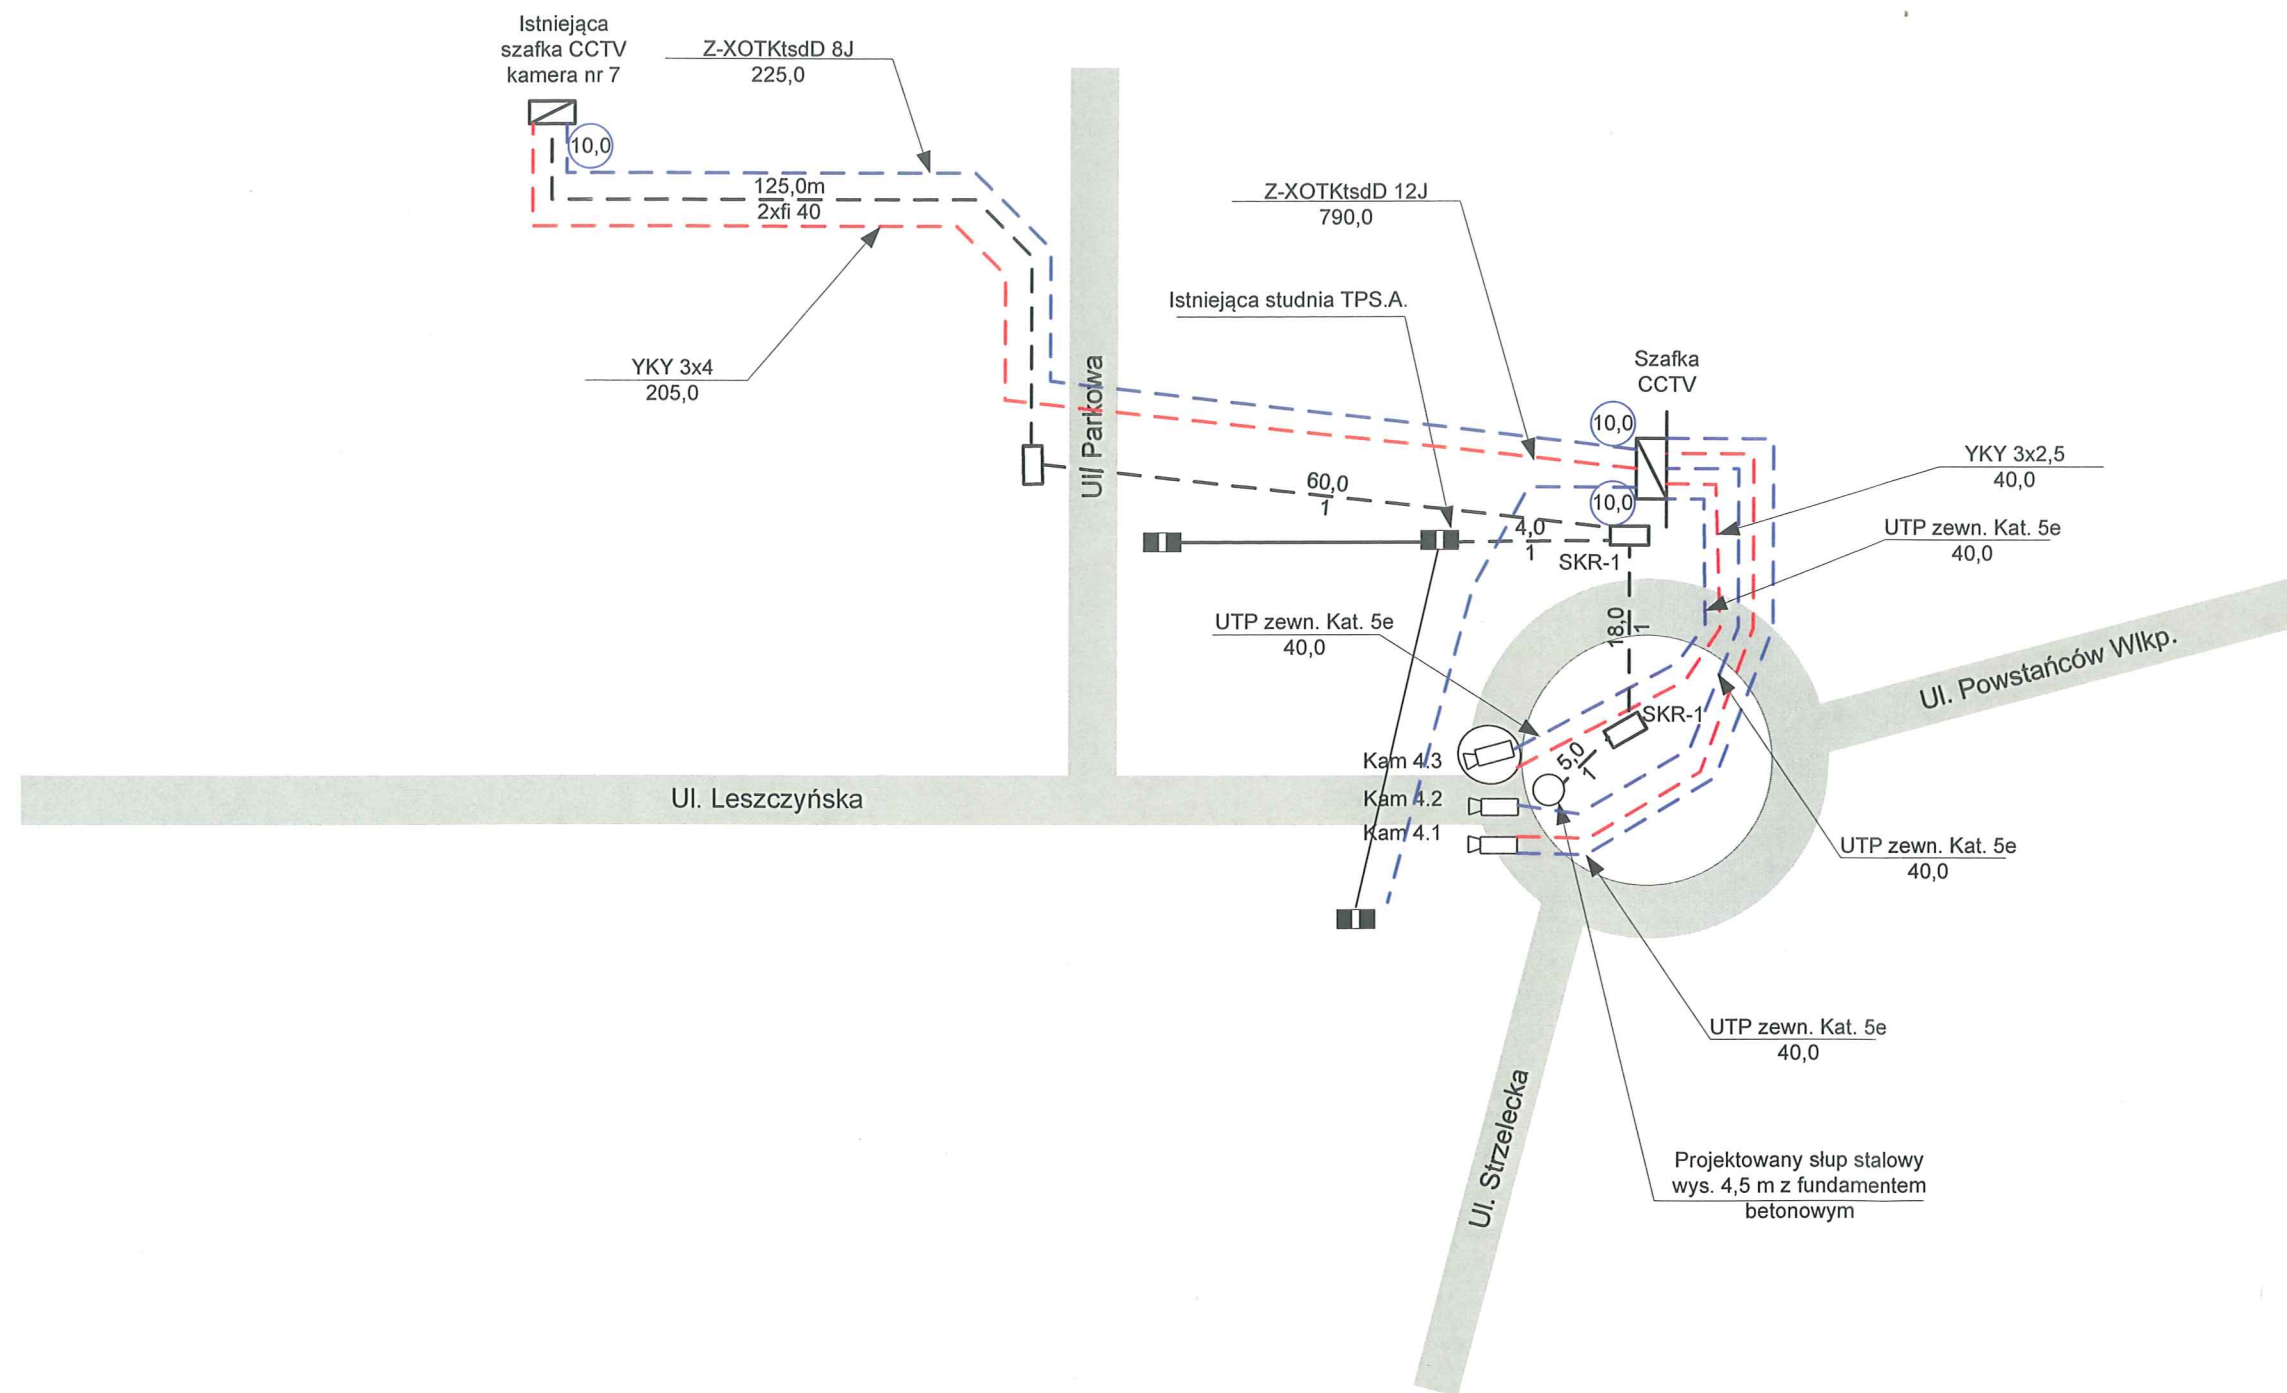 Istniejąca
szafka CCTV
kamera nr 7
Z-XOTKtsdD 8J
225,0
10,0
125,0m
2xfi 40
YKY 3x4
205,0
Ul. Parkowa
Z-XOTKtsdD 12J
790,0
Istniejąca studnia TPS.A.
Szafka
CCTV
10,0
10,0
60,0
1
4,0
1
SKR-1
YKY 3x2,5
40,0
UTP zewn. Kat. 5e
40,0
UTP zewn. Kat. 5e
40,0
18,0
1
SKR-1
5,0
1
Ul. Powstańców Wlkp.
Kam 4.3
Kam 4.2
Kam 4.1
Ul. Leszczyńska
UTP zewn. Kat. 5e
40,0
UTP zewn. Kat. 5e
40,0
Ul. Strzelecka
Projektowany słup stalowy
wys. 4,5 m z fundamentem
betonowym